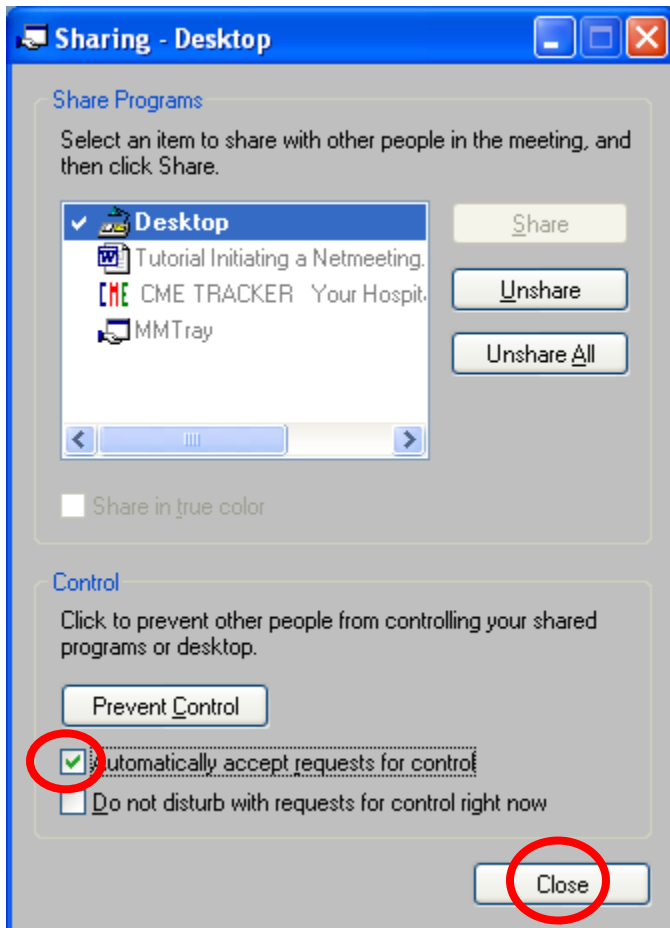 Sharing - Desktop
Share Programs
Select an item to share with other people in the meeting, and
then click Share.
Desktop
Share
Tutorial Initiating a Netmeeting.
CME CME TRACKER Your Hospit
Unshare
MMTray
Unshare All
Share in true color
Control
Click to prevent other people from controlling your shared
programs or desktop.
Prevent Control
Automatically accept requests for control
Do not disturb with requests for control right now
Close